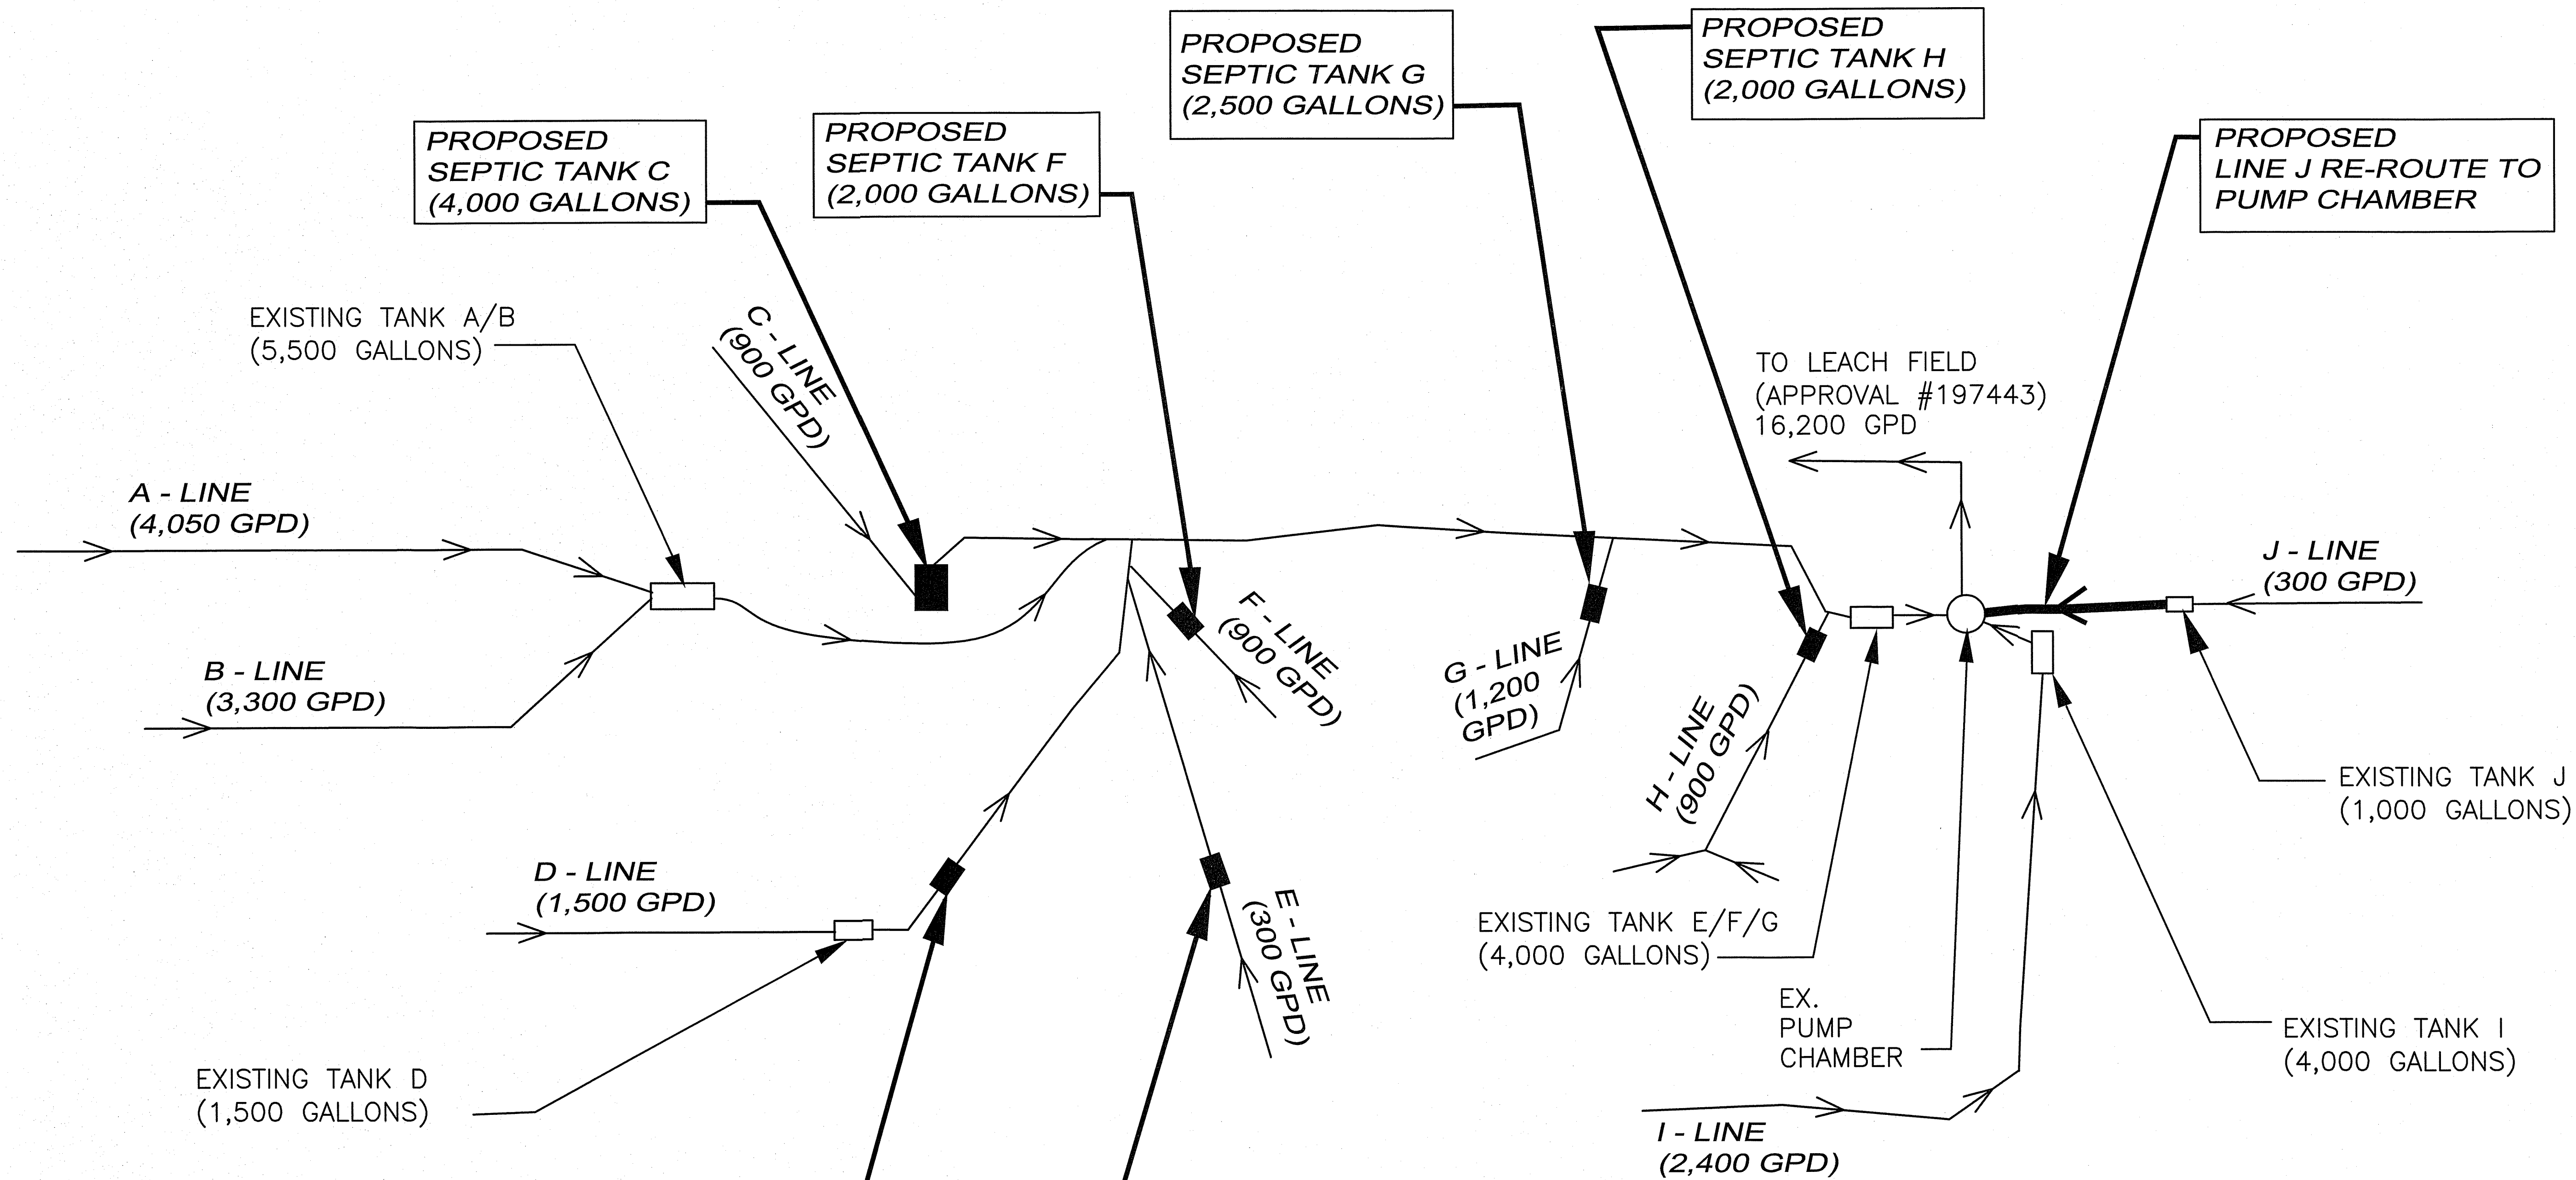 PROPOSED
SEPTIC TANK C
(4,000 GALLONS)
PROPOSED
SEPTIC TANK F
(2,000 GALLONS)
PROPOSED
SEPTIC TANK G
(2,500 GALLONS)
PROPOSED
SEPTIC TANK H
(2,000 GALLONS)
PROPOSED
LINE J RE-ROUTE TO
PUMP CHAMBER
EXISTING TANK A/B
(5,500 GALLONS)
C - LINE
(900 GPD)
TO LEACH FIELD
(APPROVAL #197443)
16,200 GPD
A - LINE
(4,050 GPD)
J - LINE
(300 GPD)
B - LINE
(3,300 GPD)
F - LINE
(900 GPD)
G - LINE
(1,200
GPD)
H - LINE
(900 GPD)
EXISTING TANK J
(1,000 GALLONS)
D - LINE
(1,500 GPD)
E - LINE
(300 GPD)
EXISTING TANK E/F/G
(4,000 GALLONS)
EX.
PUMP
CHAMBER
EXISTING TANK I
(4,000 GALLONS)
EXISTING TANK D
(1,500 GALLONS)
I - LINE
(2,400 GPD)